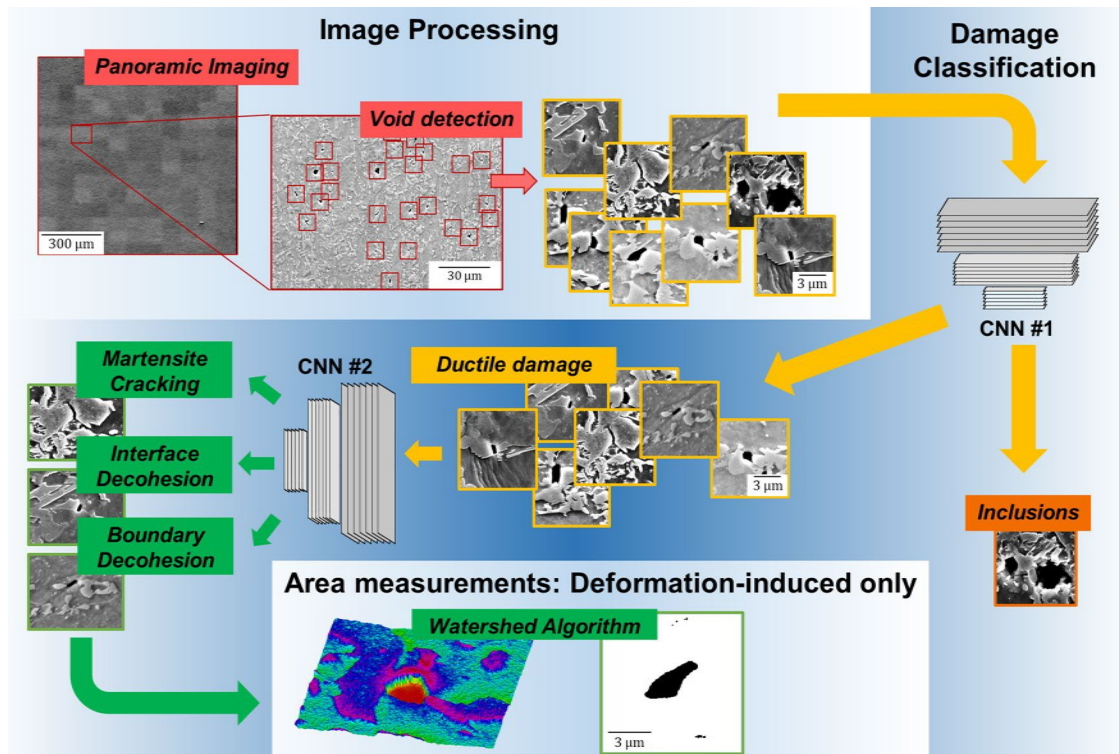 Image Processing
Damage
Classification
Panoramic Imaging
Void detection
300 µm
30 µm
3 µm
CNN #1
Martensite
Cracking
CNN #2
Ductile damage
Interface
Decohesion
3 µm
Boundary
Decohesion
Inclusions
Area measurements: Deformation-induced only
Watershed Algorithm
3 µm